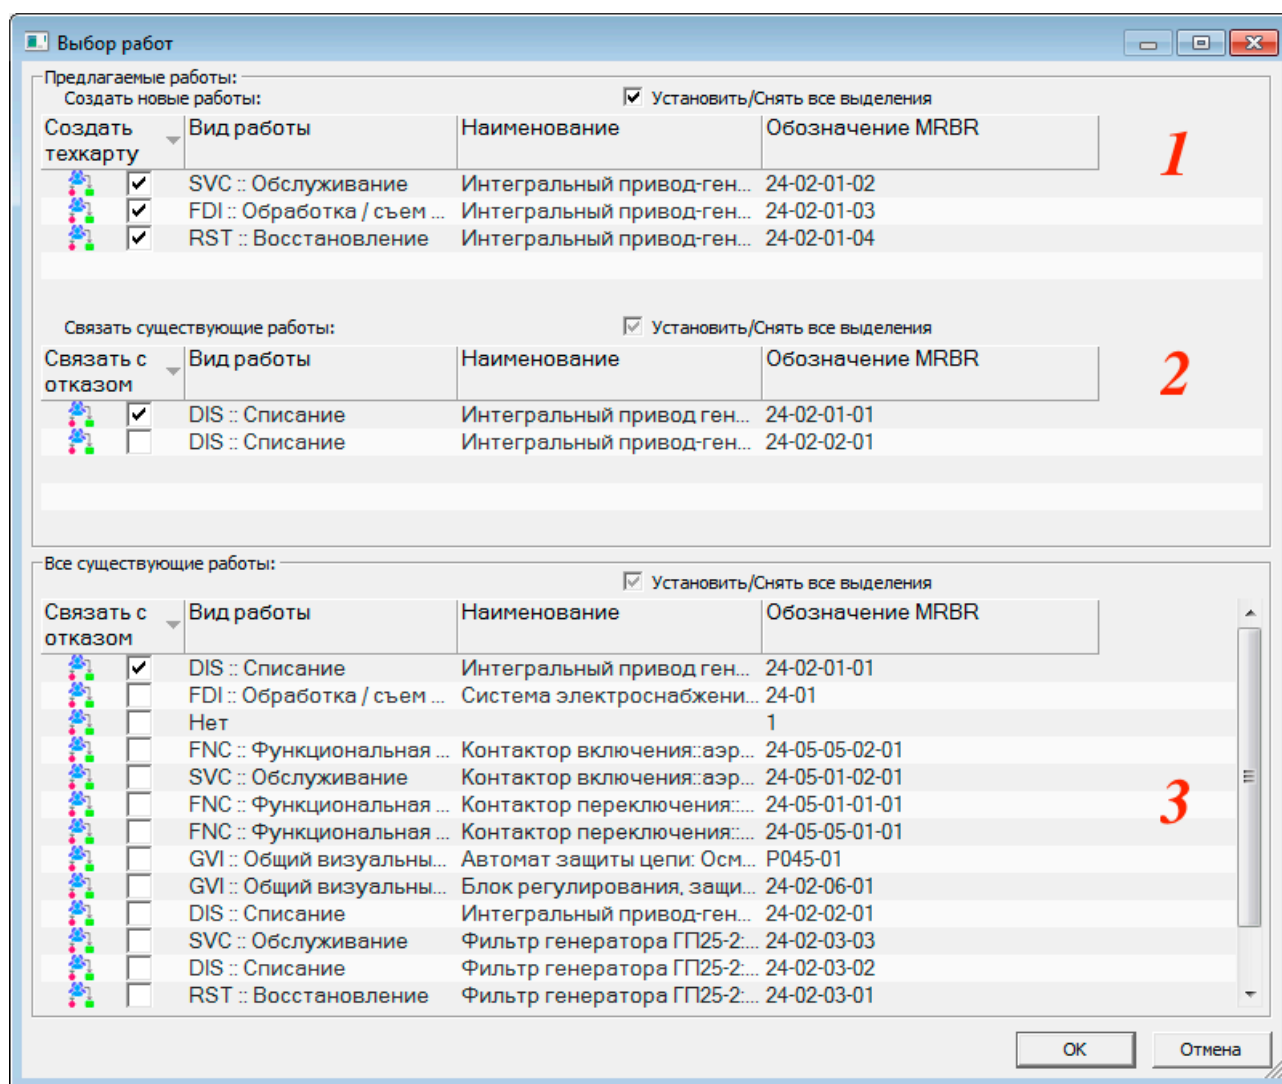 Выбор работ
Предлагаемые работы:
Создать новые работы: Установить/Снять все выделения
Создать техкарту Вид работы Наименование Обозначение MRBR
1
SVC :: Обслуживание Интегральный привод-ген... 24-02-01-02
FDI :: Обработка / съем ... Интегральный привод-ген... 24-02-01-03
RST :: Восстановление Интегральный привод-ген... 24-02-01-04
Связать существующие работы: Установить/Снять все выделения
Связать с отказом Вид работы Наименование Обозначение MRBR
2
DIS :: Списание Интегральный привод ген... 24-02-01-01
DIS :: Списание Интегральный привод-ген... 24-02-02-01
Все существующие работы:
Установить/Снять все выделения
Связать с отказом Вид работы Наименование Обозначение MRBR
DIS :: Списание Интегральный привод ген... 24-02-01-01
FDI :: Обработка / съем ... Система электроснабжени... 24-01
Нет 1
FNC :: Функциональная ... Контактор включения::аэр... 24-05-05-02-01
SVC :: Обслуживание Контактор включения::аэр... 24-05-01-02-01
FNC :: Функциональная ... Контактор переключения::... 24-05-01-01-01
3
FNC :: Функциональная ... Контактор переключения::... 24-05-05-01-01
GVI :: Общий визуальны... Автомат защиты цепи: Осм... P045-01
GVI :: Общий визуальны... Блок регулирования, защи... 24-02-06-01
DIS :: Списание Интегральный привод-ген... 24-02-02-01
SVC :: Обслуживание Фильтр генератора ГП25-2:... 24-02-03-03
DIS :: Списание Фильтр генератора ГП25-2:... 24-02-03-02
RST :: Восстановление Фильтр генератора ГП25-2:... 24-02-03-01
OK Отмена